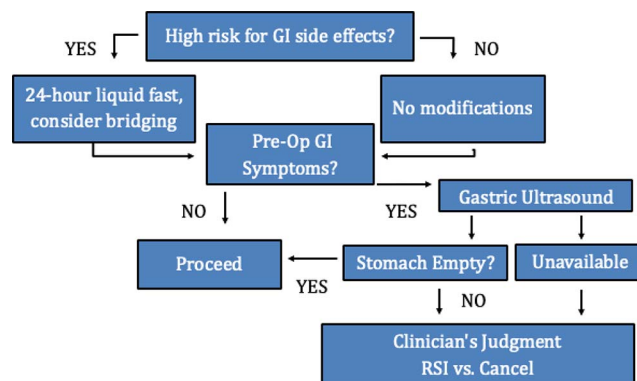 High risk for GI side effects?
YES
NO
24-hour liquid fast,
consider bridging
No modifications
Pre-Op GI
Symptoms?
NO
YES
Gastric Ultrasound
Proceed
YES
Stomach Empty?
Unavailable
NO
Clinician's Judgment
RSI vs. Cancel